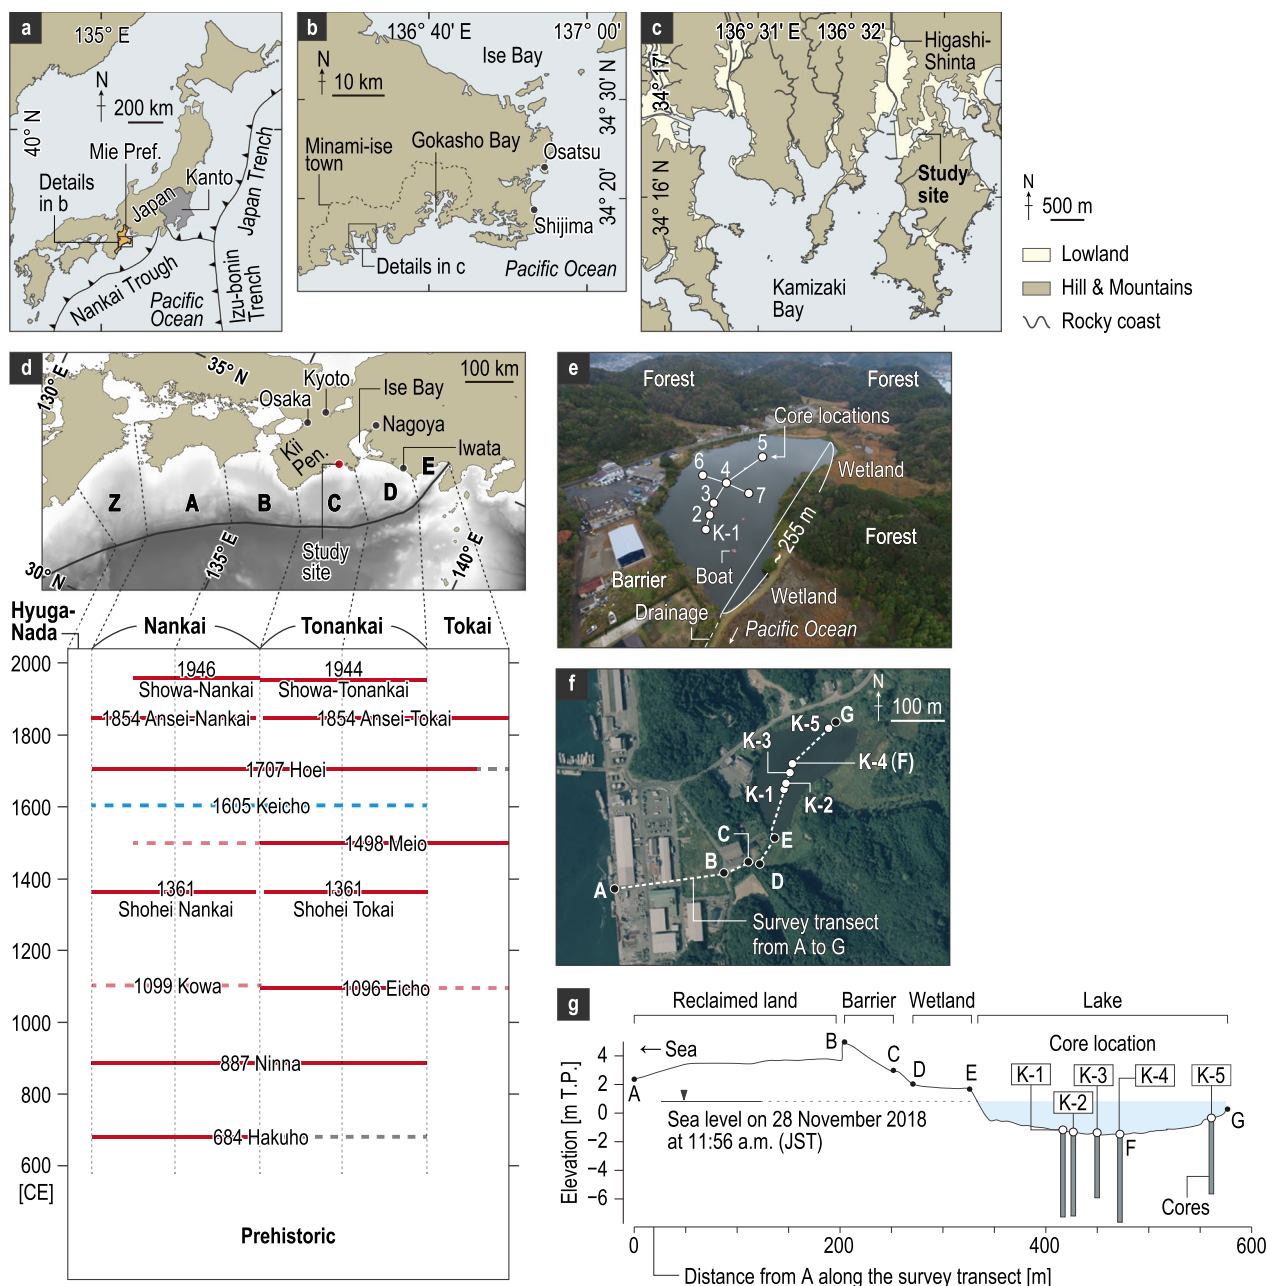 a
135° E
N
200 km
40° N
Mie Pref.
Details
in b
Japan
Kanto
Japan Trench
Nankai Trough
Pacific
Ocean
Izu-bonin
Trench
b
136° 40' E
137° 00'
Ise Bay
N
10 km
34° 30' N
Minami-ise
town
Gokasho Bay
Osatsu
34° 20'
Shijima
Details in c
Pacific Ocean
c
136° 31' E
136° 32'
Higashi-
Shinta
34° 17'
34° 16' N
Study
site
Kamizaki
Bay
N
500 m
Lowland
Hill & Mountains
Rocky coast
d
130° E
35° N
Kyoto
Osaka
Ise Bay
100 km
Nagoya
Kii
Pen.
Iwata
Z
A
B
C
D
E
30° N
135° E
Study
site
140° E
Hyuga-
Nada
Nankai
Tonankai
Tokai
2000
1946
Showa-Nankai
1944
Showa-Tonankai
1854 Ansei-Nankai
1854 Ansei-Tokai
1800
1707 Hoei
1600
1605 Keicho
1498 Meio
1400
1361
Shohei Nankai
1361
Shohei Tokai
1200
1099 Kowa
1096 Eicho
1000
887 Ninna
800
684 Hakuho
600
[CE]
Prehistoric
e
Forest
Forest
Core locations
5
6
4
Wetland
7
3
2
K-1
~ 255 m
Forest
Boat
Barrier
Wetland
Drainage
Pacific Ocean
f
N
100 m
K-5
G
K-3
K-4 (F)
K-1
K-2
C
E
B
D
A
Survey transect
from A to G
g
Reclaimed land
Barrier
Wetland
Lake
Elevation [m T.P.]
4
2
0
−2
−4
−6
← Sea
A
B
C
D
E
Core location
K-1
K-2
K-3
K-4
K-5
F
G
Sea level on 28 November 2018
at 11:56 a.m. (JST)
Cores
0
200
400
600
Distance from A along the survey transect [m]